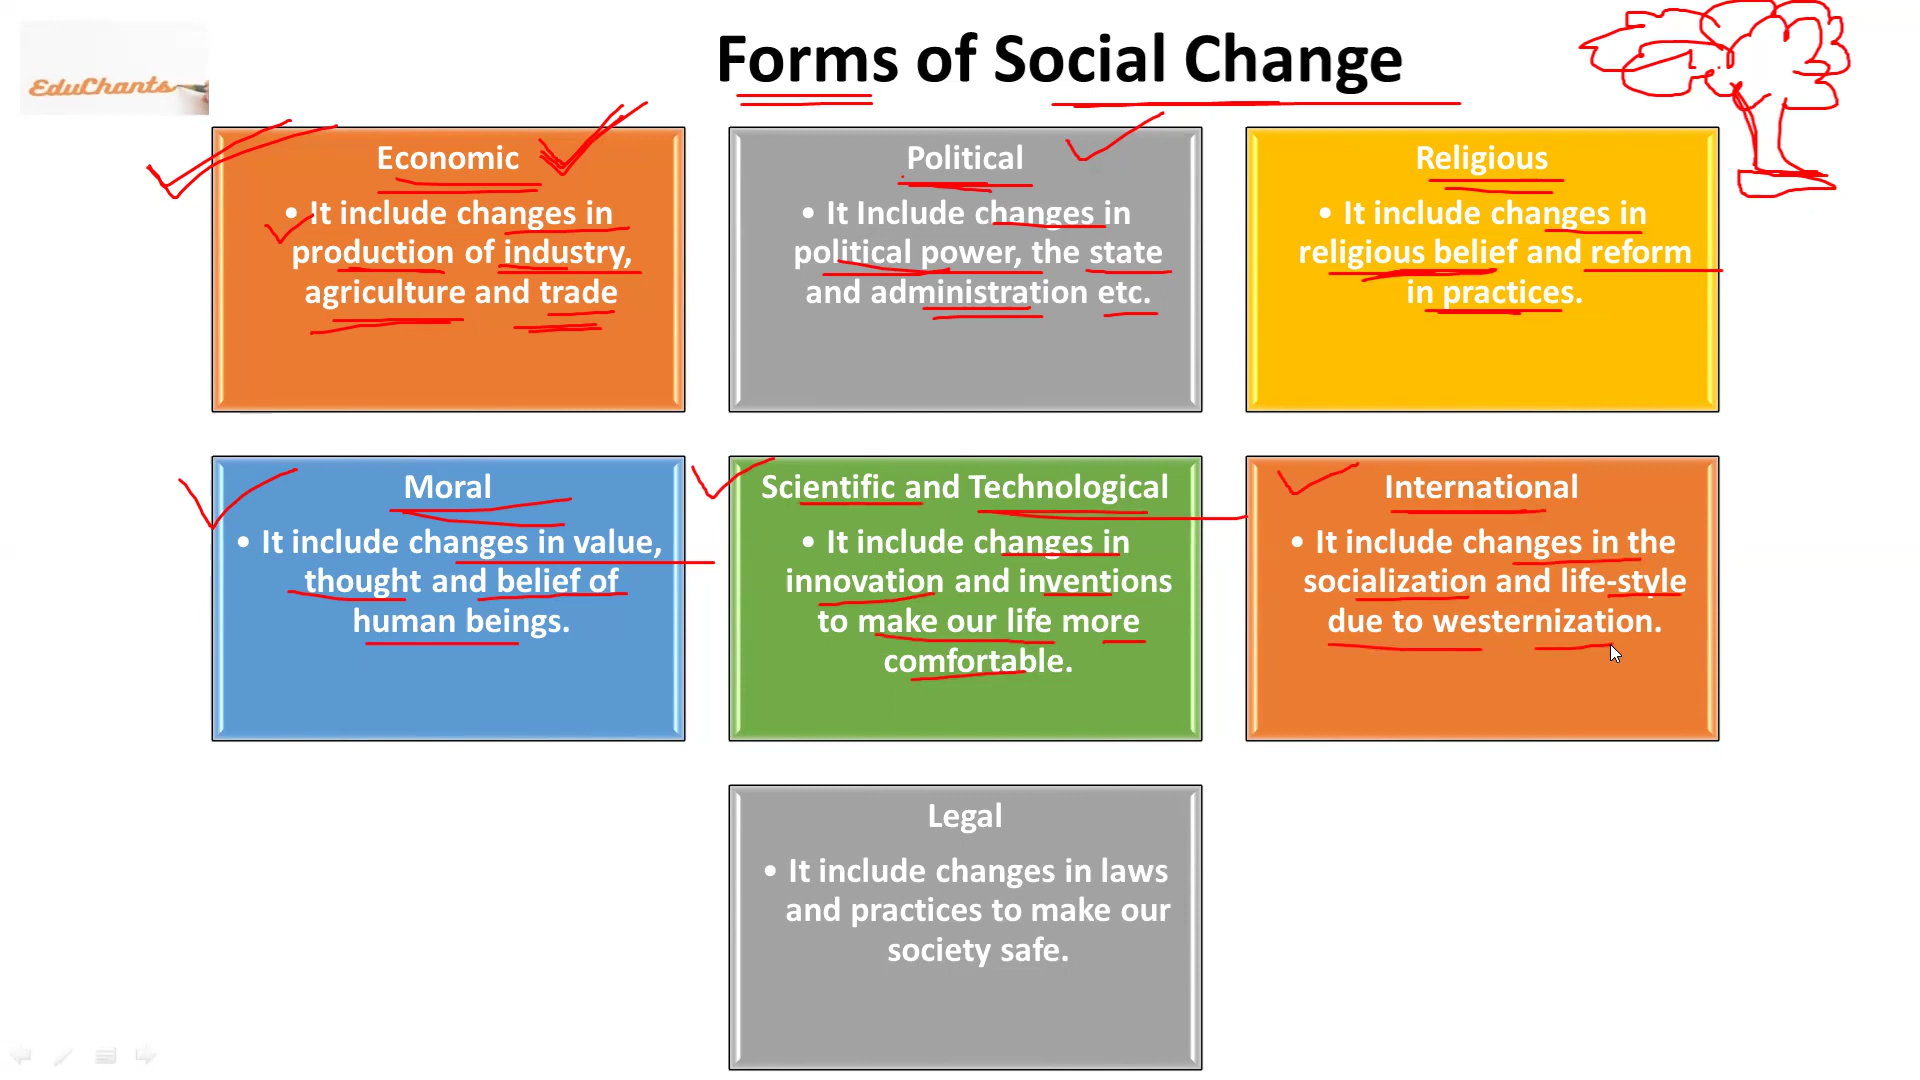 EduChants
Forms of Social Change
Economic
• It include changes in
production of industry,
agriculture and trade
Political
• It Include changes in
political power, the state
and administration etc.
Religious
• It include changes in
religious belief and reform
in practices.
Moral
• It include changes in value,
thought and belief of
human beings.
Scientific and Technological
• It include changes in
innovation and inventions
to make our life more
comfortable.
International
• It include changes in the
socialization and life-style
due to westernization.
Legal
• It include changes in laws
and practices to make our
society safe.